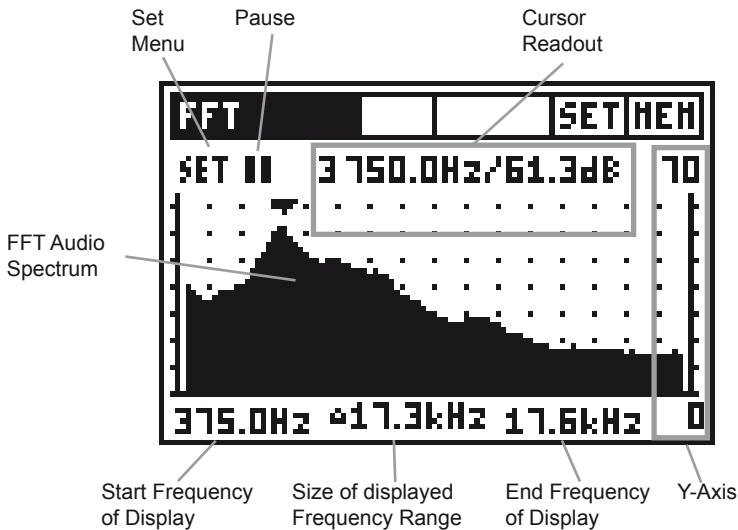 Set
Menu
Pause
Cursor
Readout
FFT
SET
MEM
SET
3750.0Hz/61.3dB
70
FFT Audio
Spectrum
375.0Hz
△17.3kHz
17.6kHz
0
Start Frequency
of Display
Size of displayed
Frequency Range
End Frequency
of Display
Y-Axis